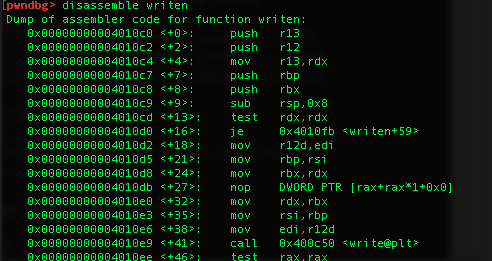 [pwndbg> disassemble writen
Dump of assembler code for function writen:
0x00000000004010c0 <+0>: push r13
0x00000000004010c2 <+2>: push r12
0x00000000004010c4 <+4>: mov r13,rdx
0x00000000004010c7 <+7>: push rbp
0x00000000004010c8 <+8>: push rbx
0x00000000004010c9 <+9>: sub rsp,0x8
0x00000000004010cd <+13>: test rdx,rdx
0x00000000004010d0 <+16>: je 0x4010fb <writen+59>
0x00000000004010d2 <+18>: mov r12d,edi
0x00000000004010d5 <+21>: mov rbp,rsi
0x00000000004010d8 <+24>: mov rbx,rdx
0x00000000004010db <+27>: nop DWORD PTR [rax+rax*1+0x0]
0x00000000004010e0 <+32>: mov rdx,rbx
0x00000000004010e3 <+35>: mov rsi,rbp
0x00000000004010e6 <+38>: mov edi,r12d
0x00000000004010e9 <+41>: call 0x400c50 <write@plt>
0x00000000004010ee <+46>: test rax,rax